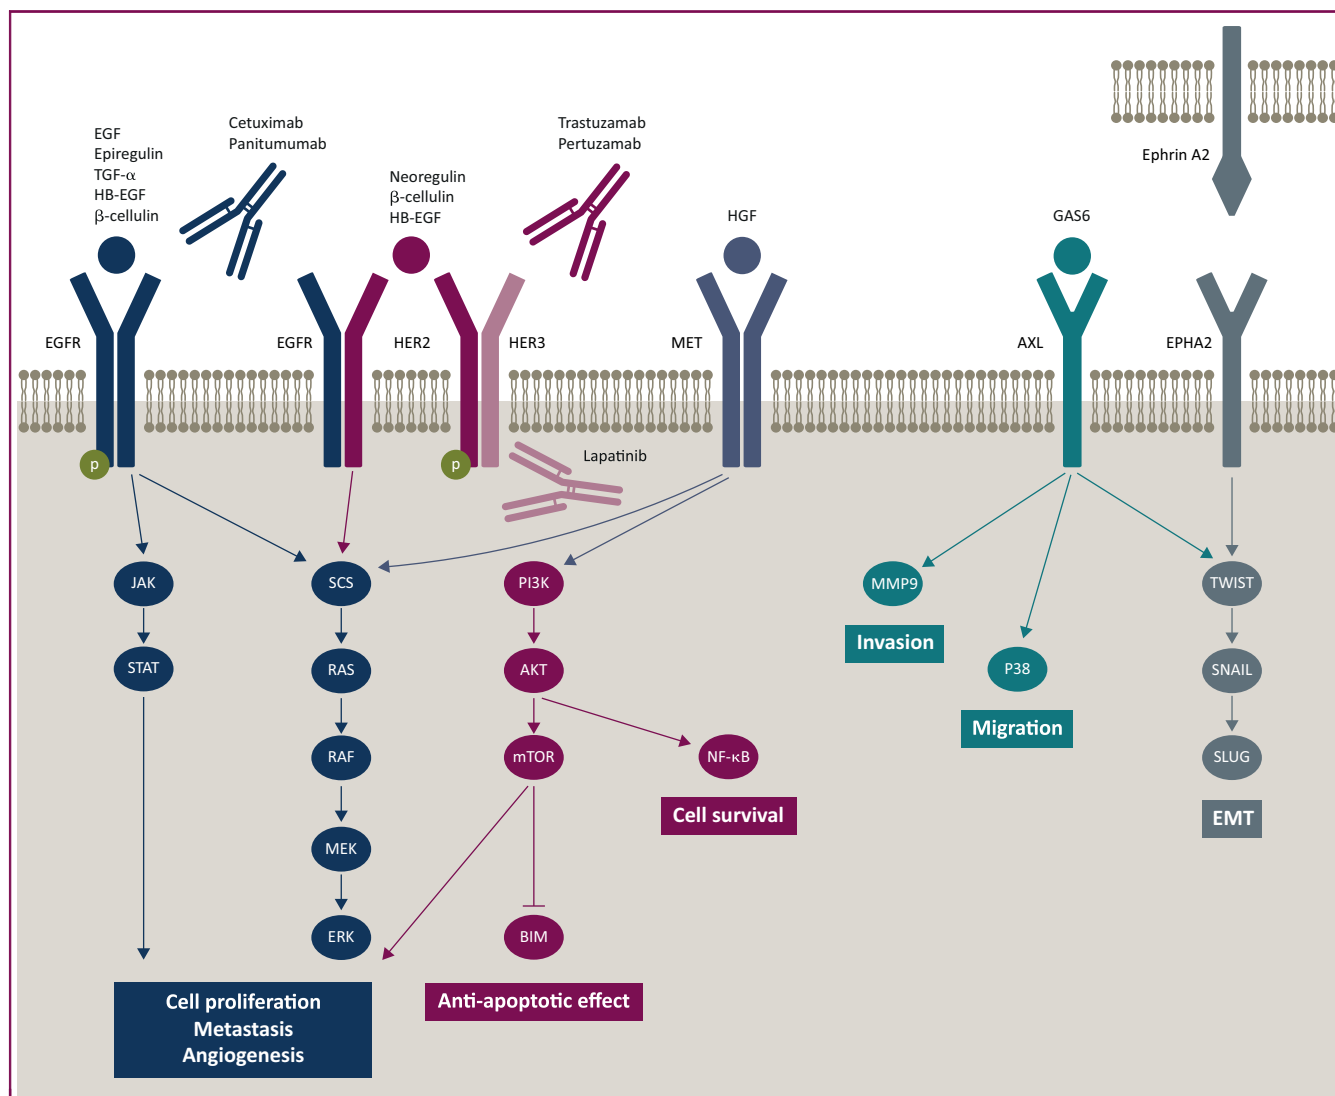 EGF
Epiregulin
TGF-α
HB-EGF
β-cellulin
Cetuximab
Panitumumab
Neoregulin
β-cellulin
HB-EGF
Trastuzamab
Pertuzamab
HGF
GAS6
Ephrin A2
EGFR
EGFR
HER2
HER3
MET
AXL
EPHA2
p
p
Lapatinib
JAK
SCS
PI3K
MMP9
TWIST
Invasion
STAT
RAS
AKT
P38
SNAIL
Migration
RAF
mTOR
NF-κB
SLUG
Cell survival
EMT
MEK
ERK
BIM
Cell proliferation
Metastasis
Angiogenesis
Anti-apoptotic effect